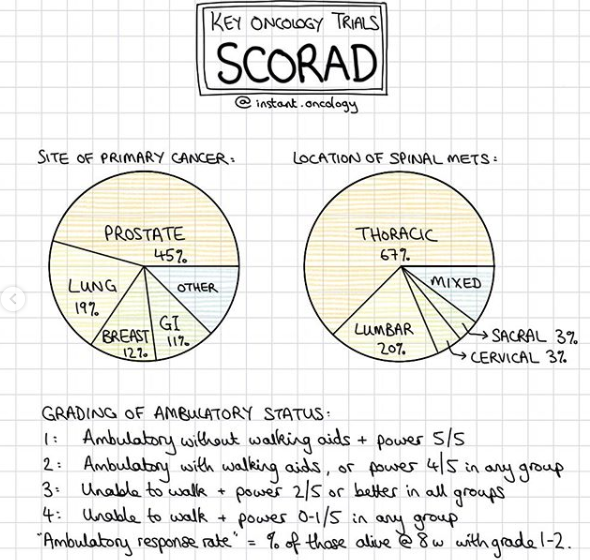 KEY ONCOLOGY TRIALS
SCORAD
@instant.oncology
SITE OF PRIMARY CANCER:
PROSTATE
45%
LUNG
19%
BREAST
12%
GI
11%
OTHER
LOCATION OF SPINAL METS:
THORACIC
67%
LUMBAR
20%
MIXED
SACRAL 3%
CERVICAL 3%
GRADING OF AMBULATORY STATUS:
1: Ambulatory without walking aids + power 5/5
2: Ambulatory with walking aids, or power 4/5 in any group
3: Unable to walk + power 2/5 or better in all groups
4: Unable to walk + power 0-1/5 in any group
"Ambulatory response rate" = % of those alive @ 8w with grade 1-2.